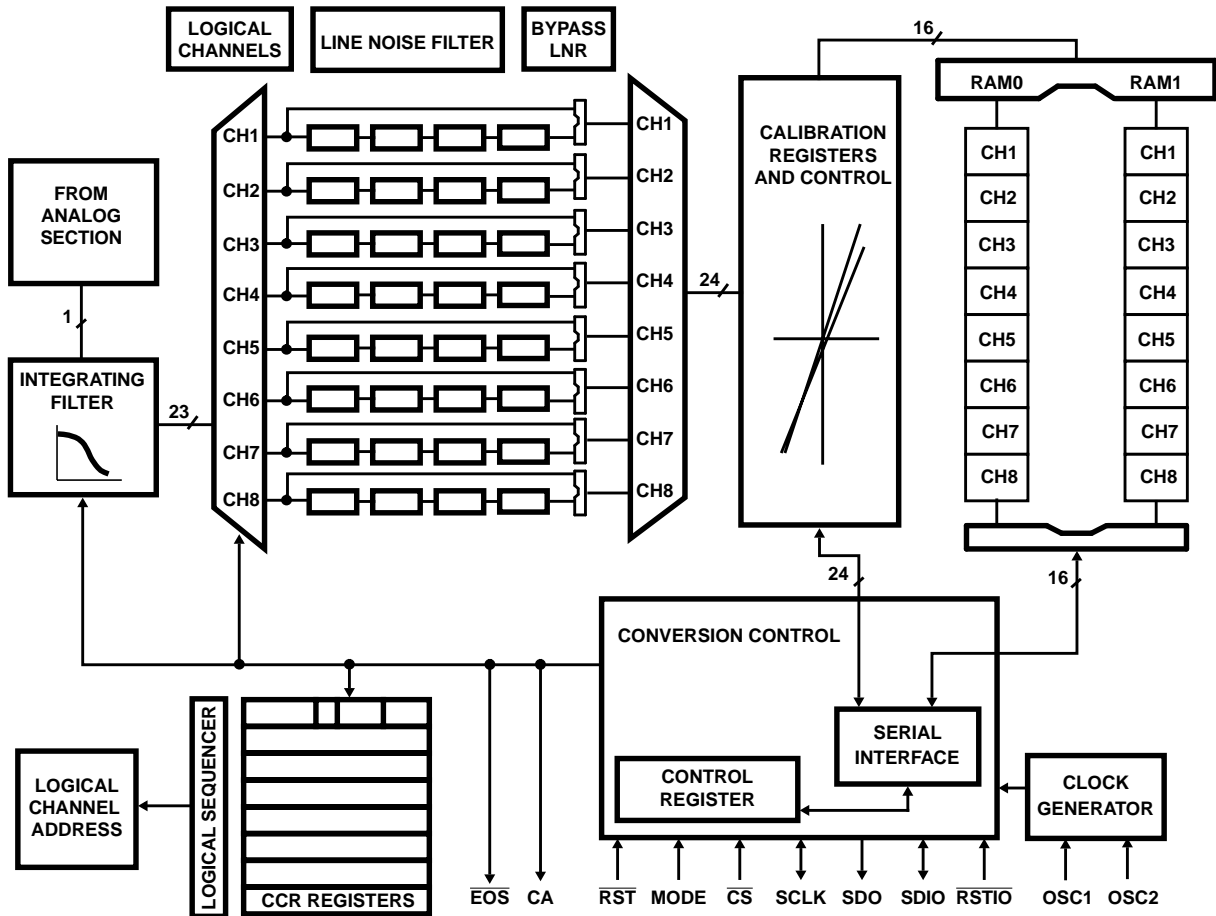 LOGICAL
CHANNELS
LINE NOISE FILTER
BYPASS
LNR
16
RAM0
RAM1
CH1
CH2
CH3
CH4
CH5
CH6
CH7
CH8
CH1
CH2
CH3
CH4
CH5
CH6
CH7
CH8
CALIBRATION
REGISTERS
AND CONTROL
CH1
CH2
CH3
CH4
CH5
CH6
CH7
CH8
CH1
CH2
CH3
CH4
CH5
CH6
CH7
CH8
FROM
ANALOG
SECTION
1
INTEGRATING
FILTER
23
24
24
16
CONVERSION CONTROL
SERIAL
INTERFACE
CONTROL
REGISTER
CLOCK
GENERATOR
LOGICAL
CHANNEL
ADDRESS
LOGICAL SEQUENCER
CCR REGISTERS
EOS
CA
RST
MODE
CS
SCLK
SDO
SDIO
RSTIO
OSC1
OSC2